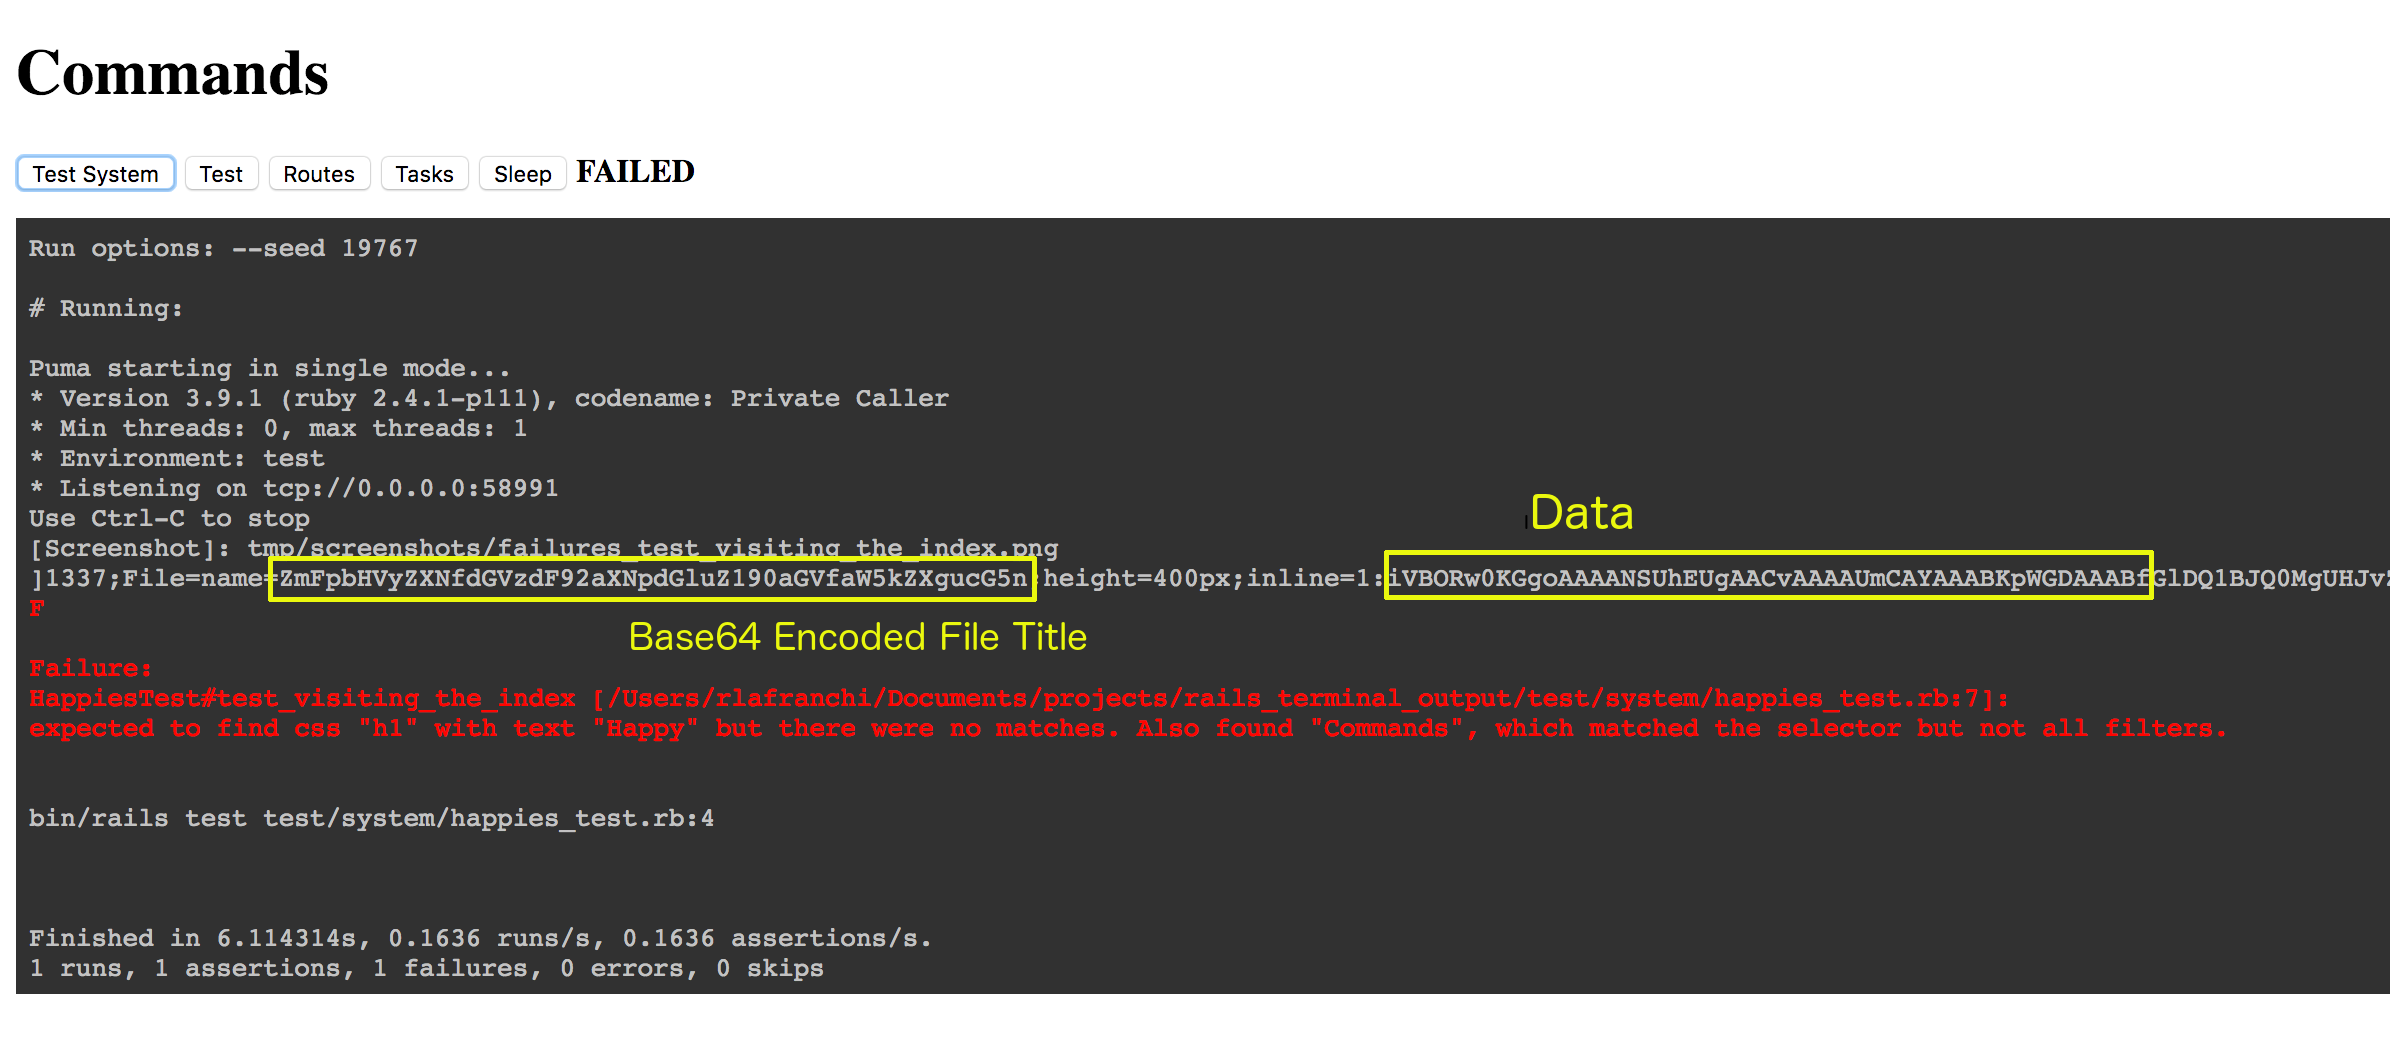 Commands
Test System Test Routes Tasks Sleep FAILED
Run options: --seed 19767
# Running:
Puma starting in single mode...
* Version 3.9.1 (ruby 2.4.1-p111), codename: Private Caller
* Min threads: 0, max threads: 1
* Environment: test
* Listening on tcp://0.0.0.0:58991
Use Ctrl-C to stop
Data
[Screenshot]: tmp/screenshots/failures_test_visiting_the_index.png
]1337;File=name=ZmFpbHVyZXNfdGVzdF92aXNpdGluZ190aGVfaW5kZXgucG5n;height=400px;inline=1:iVBORw0KGgoAAAANSUhEUgAACvAAAAUmCAYAAABKpWGDAAABfGlDQ1BJQ0MgUHJv
F
Base64 Encoded File Title
Failure:
HappiesTest#test_visiting_the_index [/Users/rlafranchi/Documents/projects/rails_terminal_output/test/system/happies_test.rb:7]:
expected to find css "h1" with text "Happy" but there were no matches. Also found "Commands", which matched the selector but not all filters.
bin/rails test test/system/happies_test.rb:4
Finished in 6.114314s, 0.1636 runs/s, 0.1636 assertions/s.
1 runs, 1 assertions, 1 failures, 0 errors, 0 skips